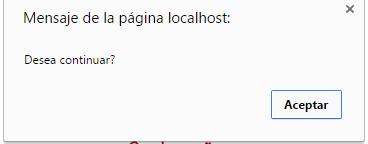 Mensaje de la página localhost:
Desea continuar?
Aceptar